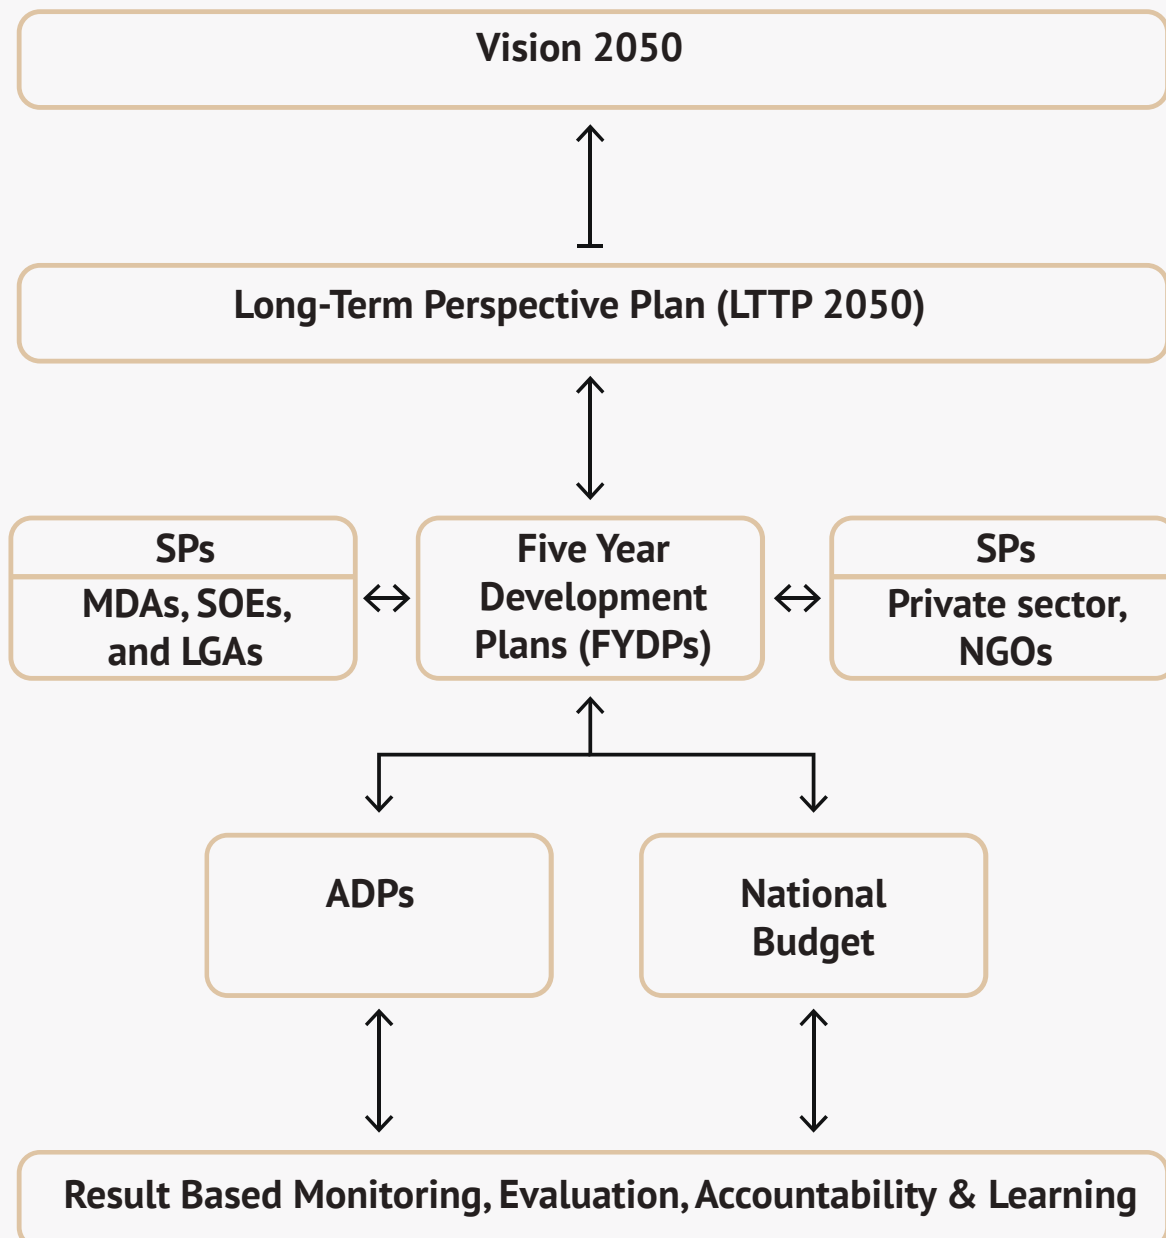 Vision 2050
Long-Term Perspective Plan (LTTP 2050)
SPs
MDAs, SOEs,
and LGAs
Five Year
Development
Plans (FYDPs)
SPs
Private sector,
NGOs
ADPs
National
Budget
Result Based Monitoring, Evaluation, Accountability & Learning